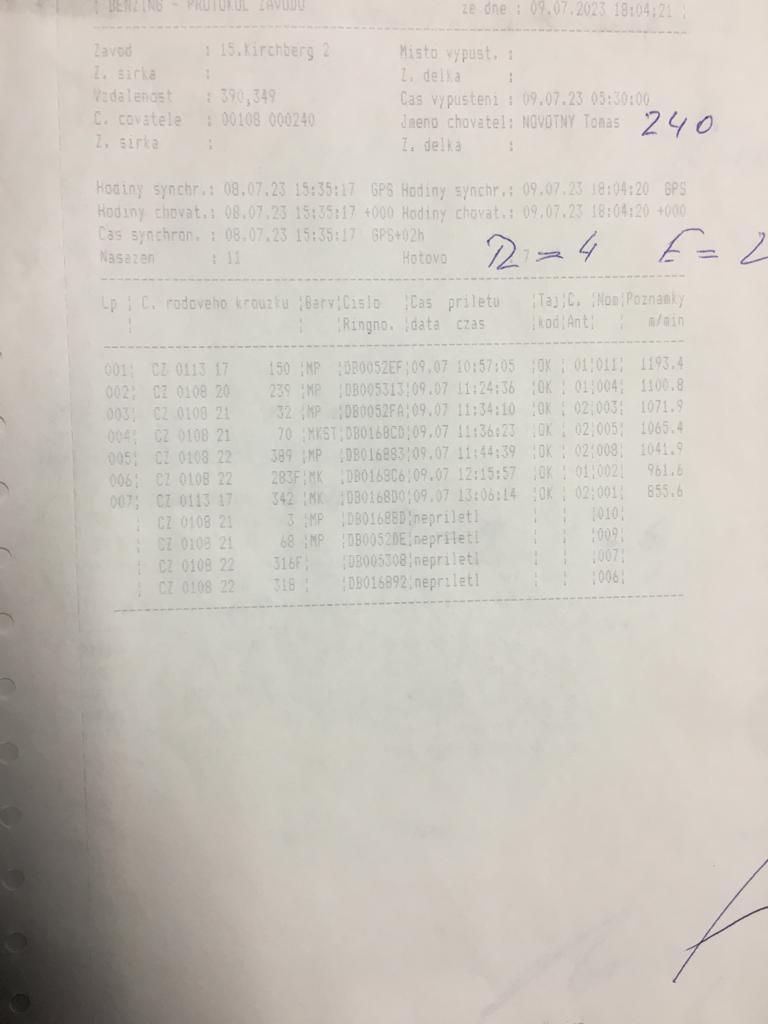 ¦ BENZING - PROTOKOL ZAVODU ze dne : 09.07.2023 18:04:21 ¦
Zavod : 15.Kirchberg 2 Misto vypust. :
Z. sirka : Z. delka :
Vzdalenost : 390,349 Cas vypusteni : 09.07.23 05:30:00
C. covatele : 00108 000240 Jmeno chovatel: NOVOTNY Tomas 240
Z. sirka : Z. delka :
Hodiny synchr.: 08.07.23 15:35:17 GPS Hodiny synchr.: 09.07.23 18:04:20 GPS
Hodiny chovat.: 08.07.23 15:35:17 +000 Hodiny chovat.: 09.07.23 18:04:20 +000
Cas synchron. : 08.07.23 15:35:17 GPS+02h
Nasazen : 11 Hotovo : 7 = 4 E = 2
Lp ¦ C. rodoveho krouzku ¦Barv¦Cislo ¦Cas priletu ¦Taj¦C. ¦Nom¦Poznamky
¦ ¦ ¦Ringno. ¦data czas ¦kod¦Ant¦ ¦ m/min
001¦ CZ 0113 17 150 ¦MP ¦DB0052EF¦09.07 10:57:05 ¦OK ¦ 01¦011¦ 1193.4
002¦ CZ 0108 20 239 ¦MP ¦DB005313¦09.07 11:24:36 ¦OK ¦ 01¦004¦ 1100.8
003¦ CZ 0108 21 32 ¦MP ¦DB0052FA¦09.07 11:34:10 ¦OK ¦ 02¦003¦ 1071.9
004¦ CZ 0108 21 70 ¦MKST¦DB0168CD¦09.07 11:36:23 ¦OK ¦ 02¦005¦ 1065.4
005¦ CZ 0108 22 389 ¦MP ¦DB016883¦09.07 11:44:39 ¦OK ¦ 02¦008¦ 1041.9
006¦ CZ 0108 22 283F¦MK ¦DB0168C6¦09.07 12:15:57 ¦OK ¦ 01¦002¦ 961.6
007¦ CZ 0113 17 342 ¦MK ¦DB0168D0¦09.07 13:06:14 ¦OK ¦ 02¦001¦ 855.6
¦ CZ 0108 21 3 ¦MP ¦DB0168BD¦nepriletl ¦ ¦ ¦010¦
¦ CZ 0108 21 68 ¦MP ¦DB0052DE¦nepriletl ¦ ¦ ¦009¦
¦ CZ 0108 22 316F¦ ¦DB005308¦nepriletl ¦ ¦ ¦007¦
¦ CZ 0108 22 318 ¦ ¦DB016892¦nepriletl ¦ ¦ ¦006¦